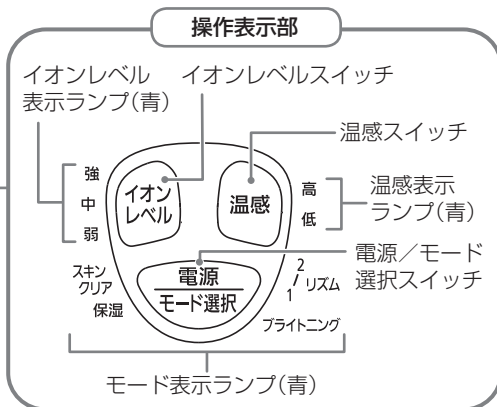 操作表示部
イオンレベル
表示ランプ(青)
イオンレベルスイッチ
温感スイッチ
強
中
弱
イオン
レベル
温感
高
低
温感表示
ランプ(青)
電源／モード
選択スイッチ
スキン
クリア
保湿
電源
モード選択
2
1
リズム
ブライトニング
モード表示ランプ(青)